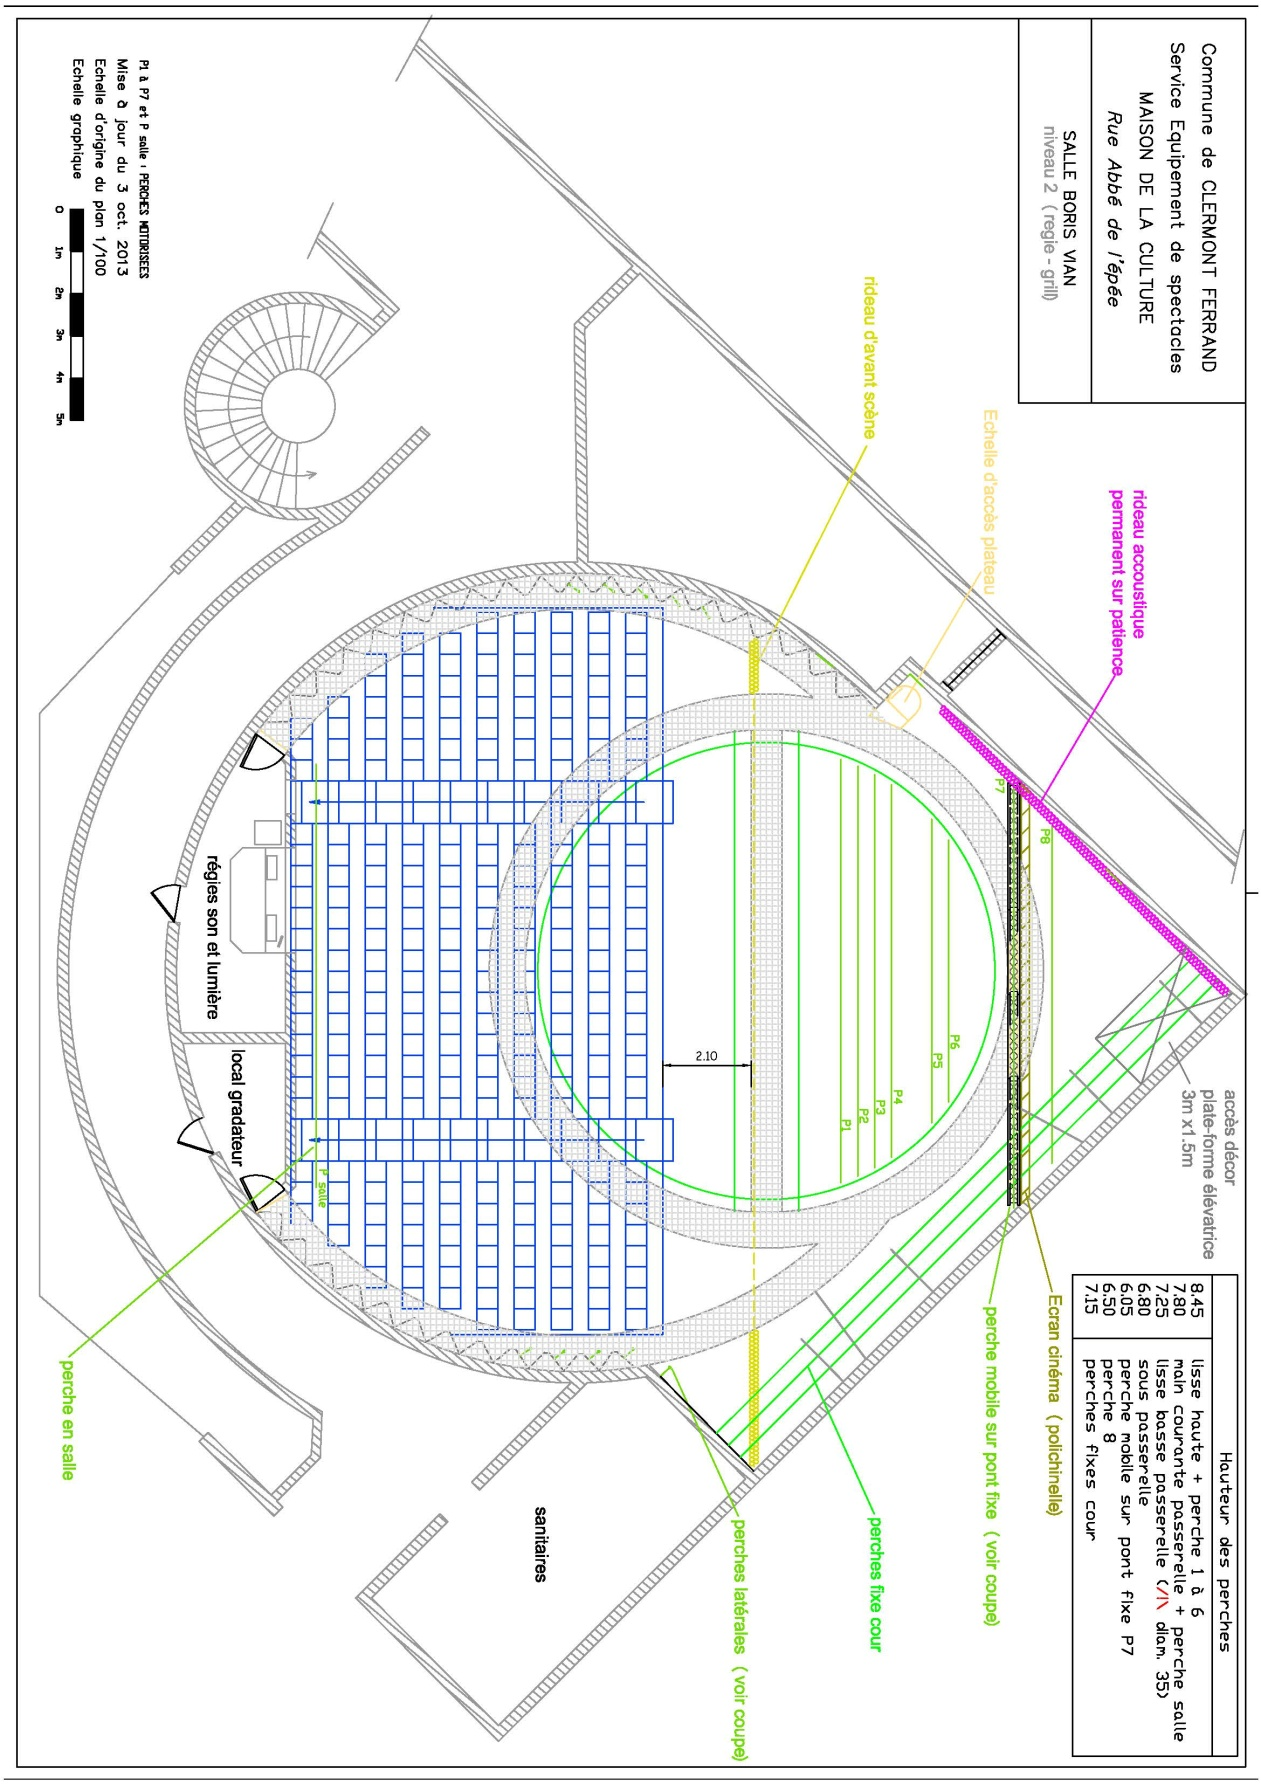 Commune de CLERMONT FERRAND
Service Equipement de spectacles
MAISON DE LA CULTURE
Rue Abbé de l'épée
SALLE BORIS VIAN
niveau 2 ( regie - grill)
rideau accoustique
permanent sur patience
Echelle d'accès plateau
rideau d'avant scène
P1 à P7 et P salle : PERCHES MOTORISEES
Mise à jour du 3 oct. 2013
Echelle d'origine du plan 1/100
Echelle graphique
0 1m 2m 3m 4m 5m
P8
P7
P6
P5
P4
P3
P2
P1
2.10
P salle
régies son et lumière
local gradateur
accès décor
plate-forme élévatrice
3m x1.5m
Hauteur des perches
8.45 lisse haute + perche 1 à 6
7.80 main courante passerelle + perche salle
7.25 lisse basse passerelle (/!\ diam. 35)
6.80 sous passerelle
6.05 perche mobile sur pont fixe P7
6.50 perche 8
7.15 perches fixes cour
Ecran cinéma ( polichinelle)
perche mobile sur pont fixe ( voir coupe)
perches fixe cour
perches latérales ( voir coupe)
sanitaires
perche en salle